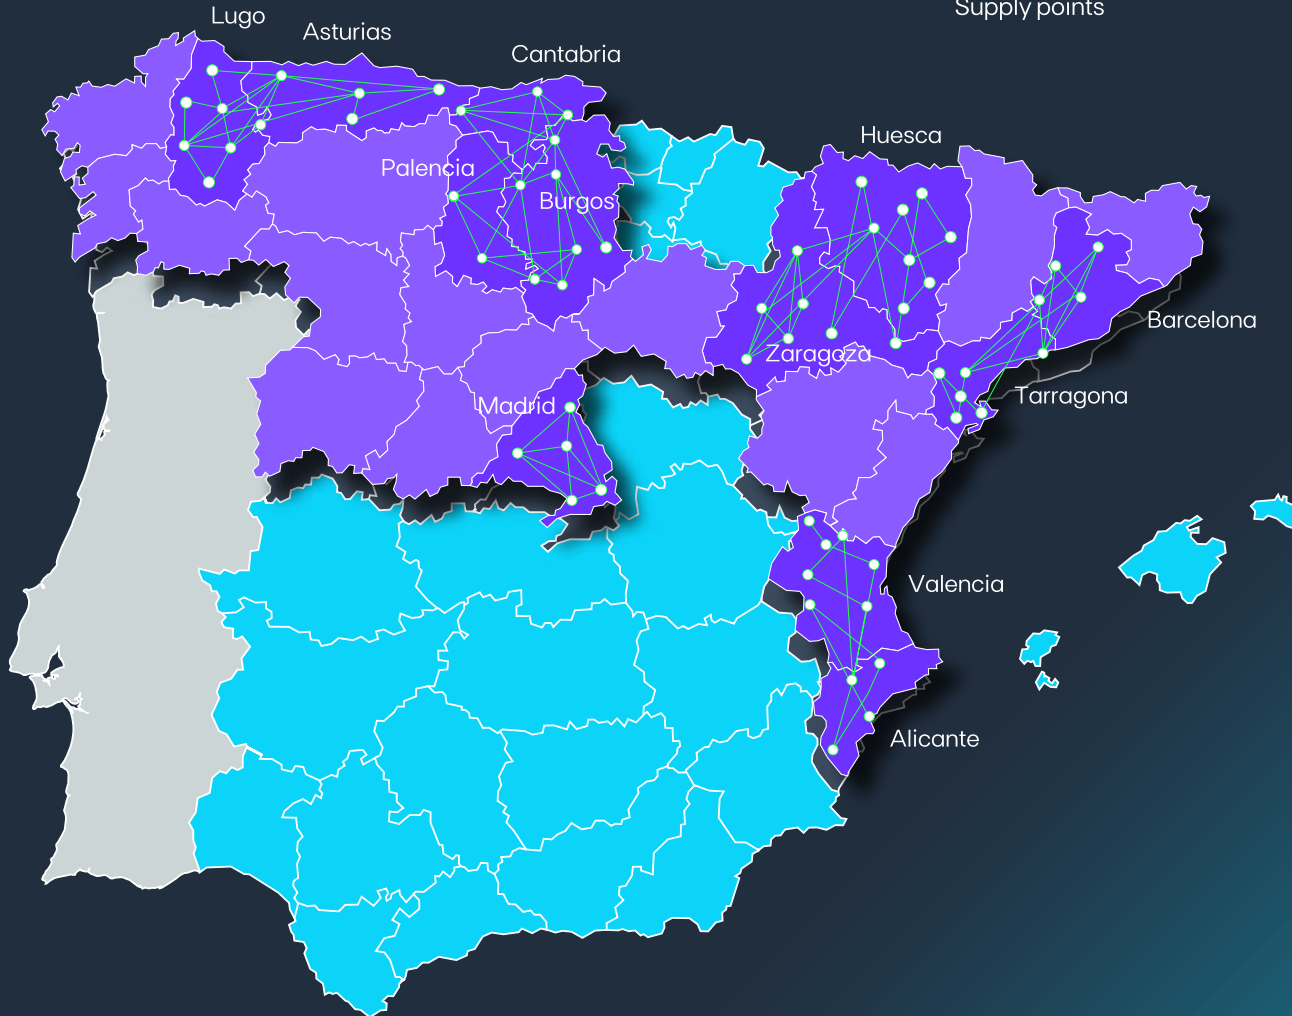 Supply points
Lugo
Asturias
Cantabria
Huesca
Palencia
Burgos
Barcelona
Zaragoza
Tarragona
Madrid
Valencia
Alicante